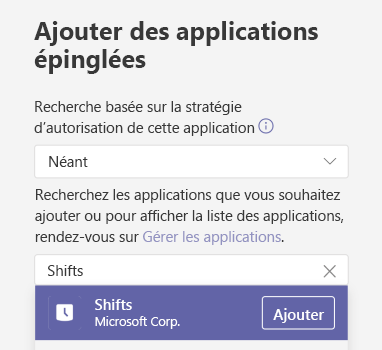 Ajouter des applications
épinglées
Recherche basée sur la stratégie
d'autorisation de cette application
Néant
Recherchez les applications que vous souhaitez
ajouter ou pour afficher la liste des applications,
rendez-vous sur Gérer les applications.
Shifts
Shifts
Microsoft Corp.
Ajouter